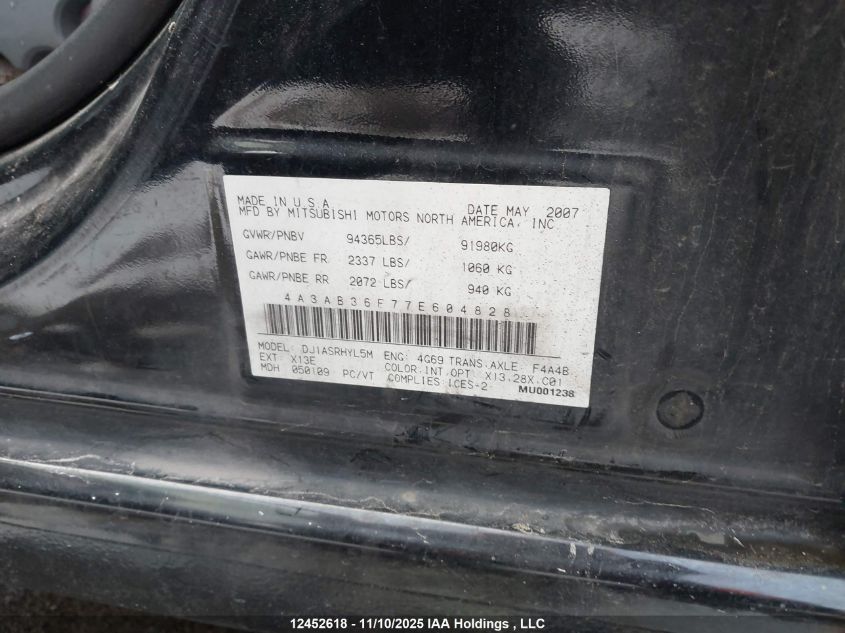 MADE IN U.S.A. DATE MAY 2007
MFD BY MITSUBISHI MOTORS NORTH AMERICA, INC
GVWR/PNBV 94365LBS/ 91980KG
GAWR/PNBE FR 2337 LBS/ 1060 KG
GAWR/PNBE RR 2072 LBS/ 940 KG
4A3AB36F77E604828
MODEL: DJ1ASRHYL5M ENG: 4G69 TRANS.AXLE: F4A4B
EXT: X13E COLOR.INT.OPT: X13.28X.C01
MDH 050109 PC/VT COMPLIES:ICES-2
MU001238
12452618 - 11/10/2025 IAA Holdings , LLC